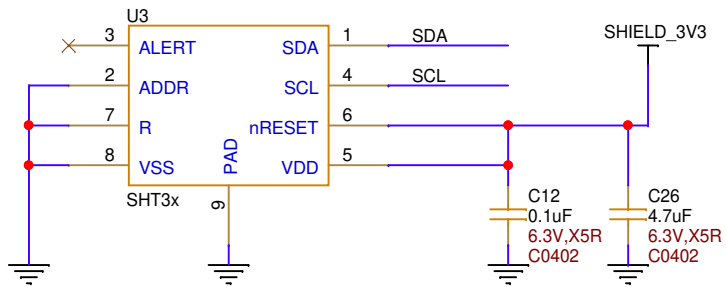 U3
SHIELD_3V3
3 ALERT SDA 1 SDA
2 ADDR SCL 4 SCL
7 R nRESET 6
8 VSS PAD VDD 5
SHT3x 9
C12 C26
0.1uF 4.7uF
6.3V,X5R 6.3V,X5R
C0402 C0402